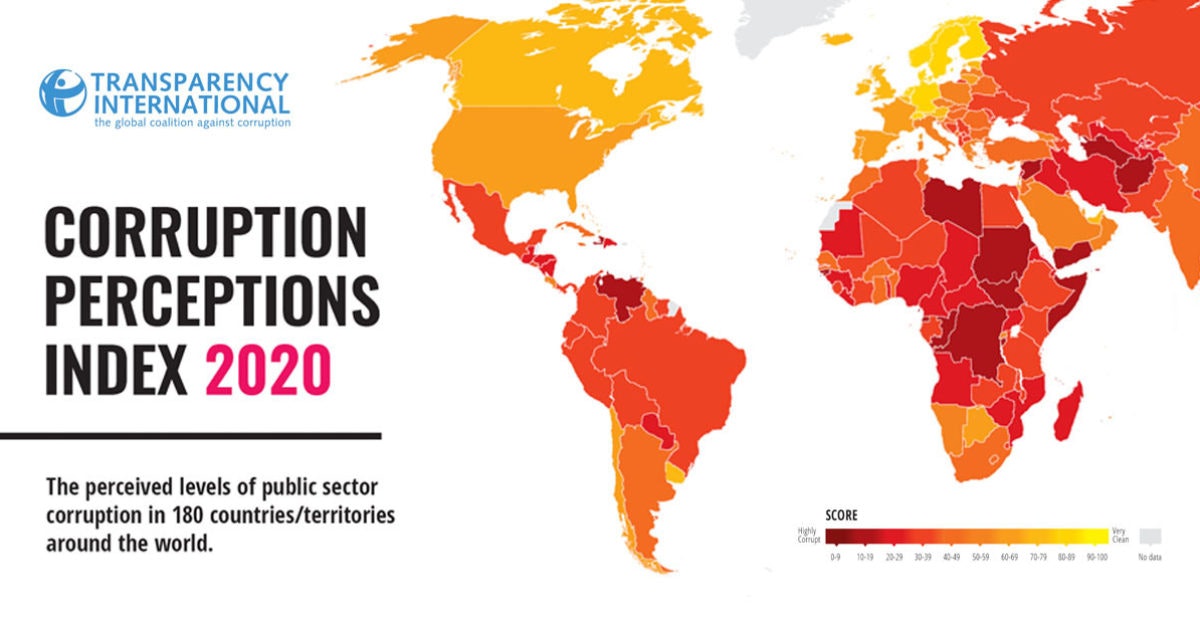 TRANSPARENCY
INTERNATIONAL
the global coalition against corruption
CORRUPTION
PERCEPTIONS
INDEX 2020
The perceived levels of public sector
corruption in 180 countries/territories
around the world.
SCORE
Highly
Corrupt
Very
Clean
0-9 10-19 20-29 30-39 40-49 50-59 60-69 70-79 80-89 90-100 No data